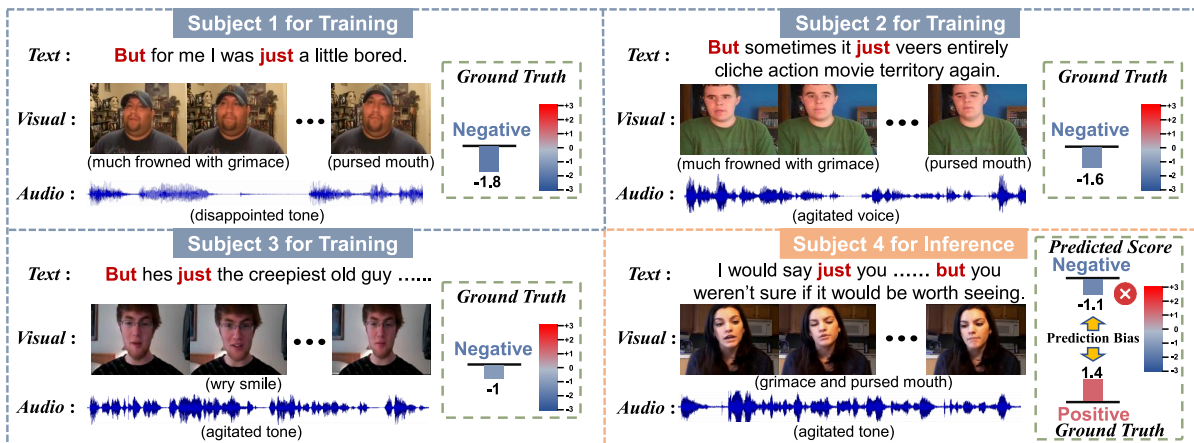 Subject 1 for Training
Text :
But for me I was just a little bored.
Visual :
(much frowned with grimace)
(pursed mouth)
Audio :
(disappointed tone)
Ground Truth
Negative
-1.8
+3
+2
+1
0
-1
-2
-3
Subject 2 for Training
Text :
But sometimes it just veers entirely
cliche action movie territory again.
Visual :
(much frowned with grimace)
(pursed mouth)
Audio :
(agitated voice)
Ground Truth
Negative
-1.6
+3
+2
+1
0
-1
-2
-3
Subject 3 for Training
Text :
But hes just the creepiest old guy ......
Visual :
(wry smile)
Audio :
(agitated tone)
Ground Truth
Negative
-1
+3
+2
+1
0
-1
-2
-3
Subject 4 for Inference
Text :
I would say just you ...... but you
weren't sure if it would be worth seeing.
Visual :
(grimace and pursed mouth)
Audio :
(agitated tone)
Predicted Score
Negative
-1.1
Prediction Bias
1.4
Positive
Ground Truth
+3
+2
+1
0
-1
-2
-3